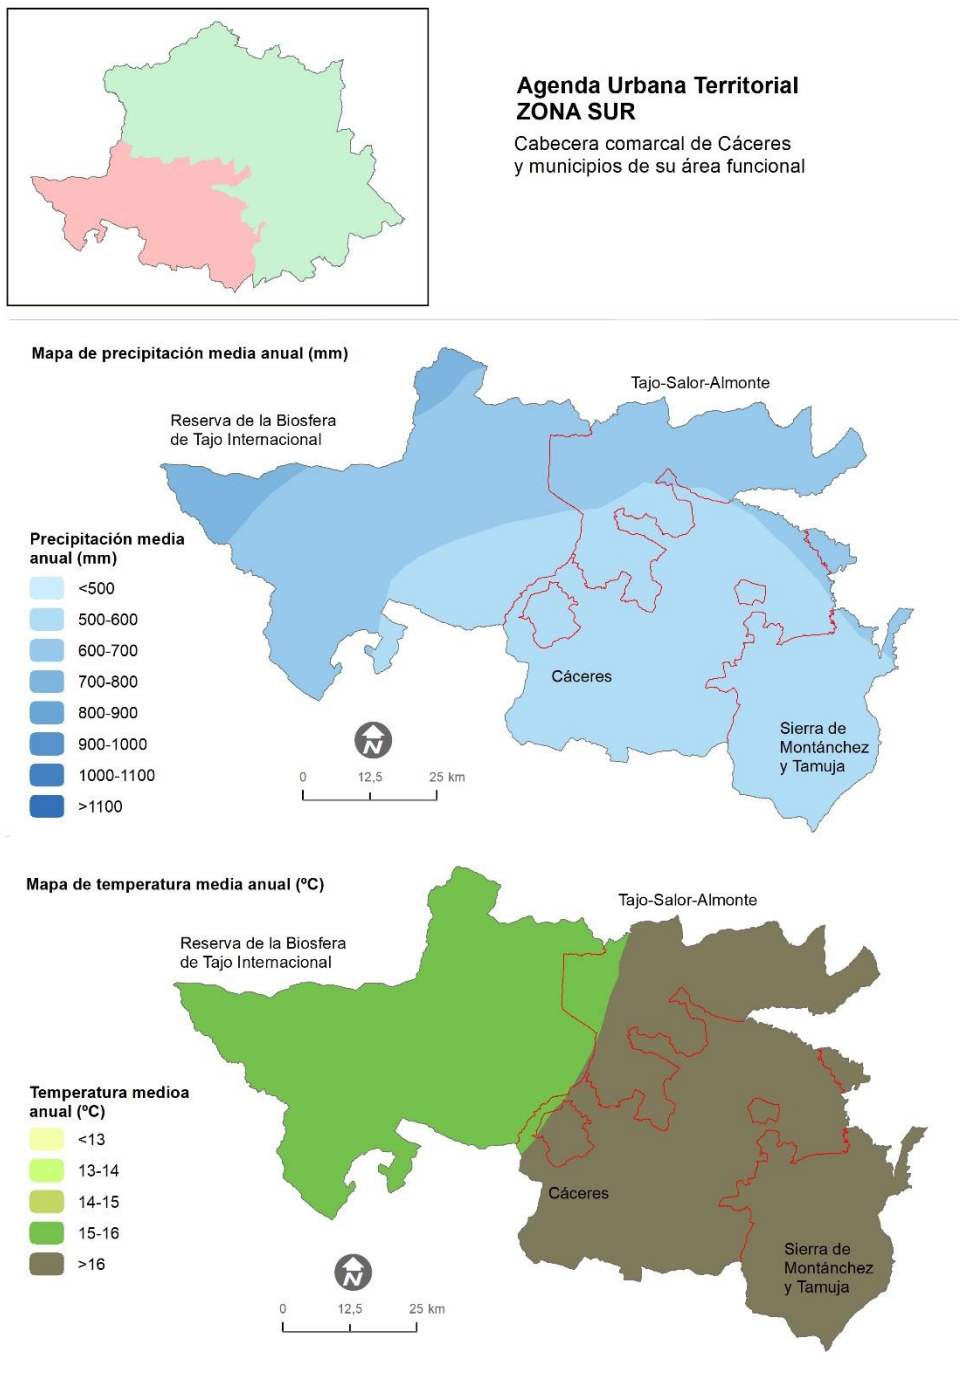 Agenda Urbana Territorial
ZONA SUR
Cabecera comarcal de Cáceres
y municipios de su área funcional
Mapa de precipitación media anual (mm)
Tajo-Salor-Almonte
Reserva de la Biosfera
de Tajo Internacional
Precipitación media
anual (mm)
<500
500-600
600-700
700-800
800-900
900-1000
1000-1100
>1100
Cáceres
Sierra de
Montánchez
y Tamuja
N
0 12,5 25 km
Mapa de temperatura media anual (ºC)
Tajo-Salor-Almonte
Reserva de la Biosfera
de Tajo Internacional
Temperatura medioa
anual (ºC)
<13
13-14
14-15
15-16
>16
Cáceres
Sierra de
Montánchez
y Tamuja
N
0 12,5 25 km